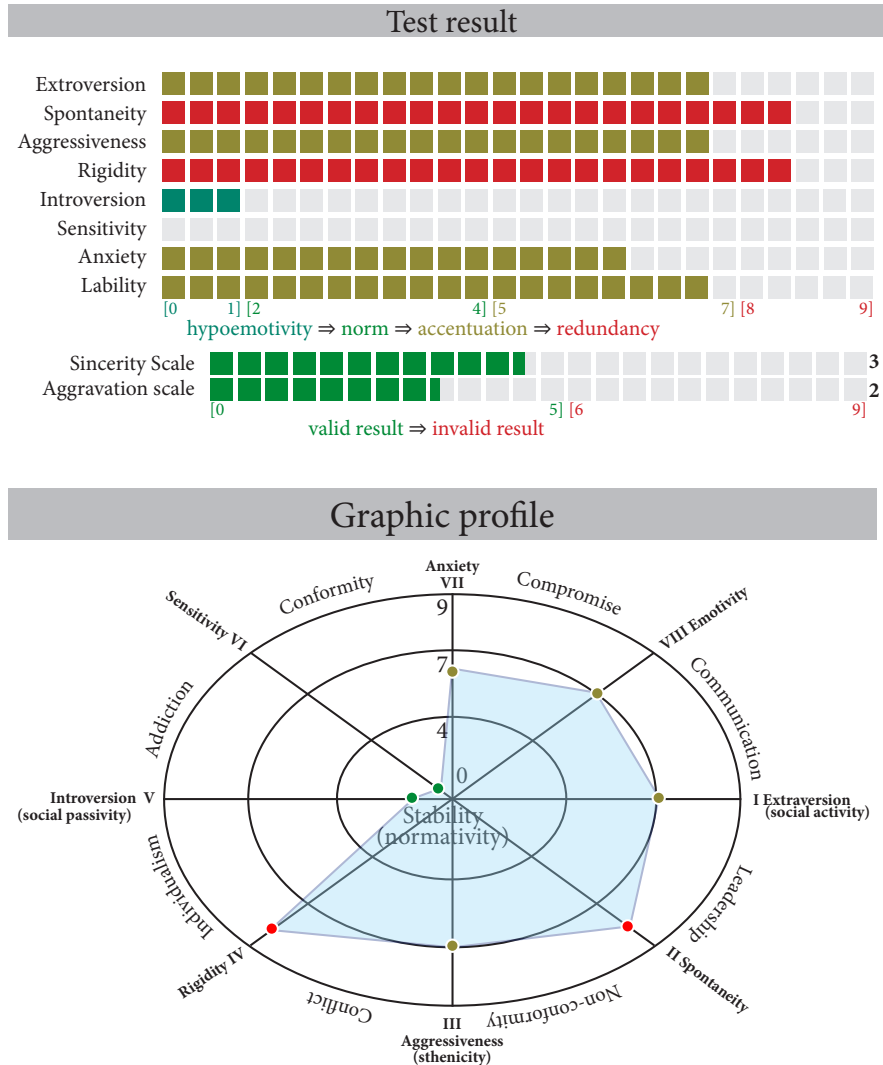 Test result
Extroversion
Spontaneity
Aggressiveness
Rigidity
Introversion
Sensitivity
Anxiety
Lability
[0 1] [2 4] [5 7] [8 9]
hypoemotivity ⇒ norm ⇒ accentuation ⇒ redundancy
Sincerity Scale 3
Aggravation scale 2
[0 5] [6 9]
valid result ⇒ invalid result
Graphic profile
Anxiety
VII
Conformity
Compromise
Sensitivity VI
VIII Emotivity
9
7
4
0
Addiction
Communication
Introversion V
(social passivity)
I Extraversion
(social activity)
Stability
(normativity)
Individualism
Leadership
Rigidity IV
II Spontaneity
Conflict
Non-conformity
III
Aggressiveness
(sthenicity)